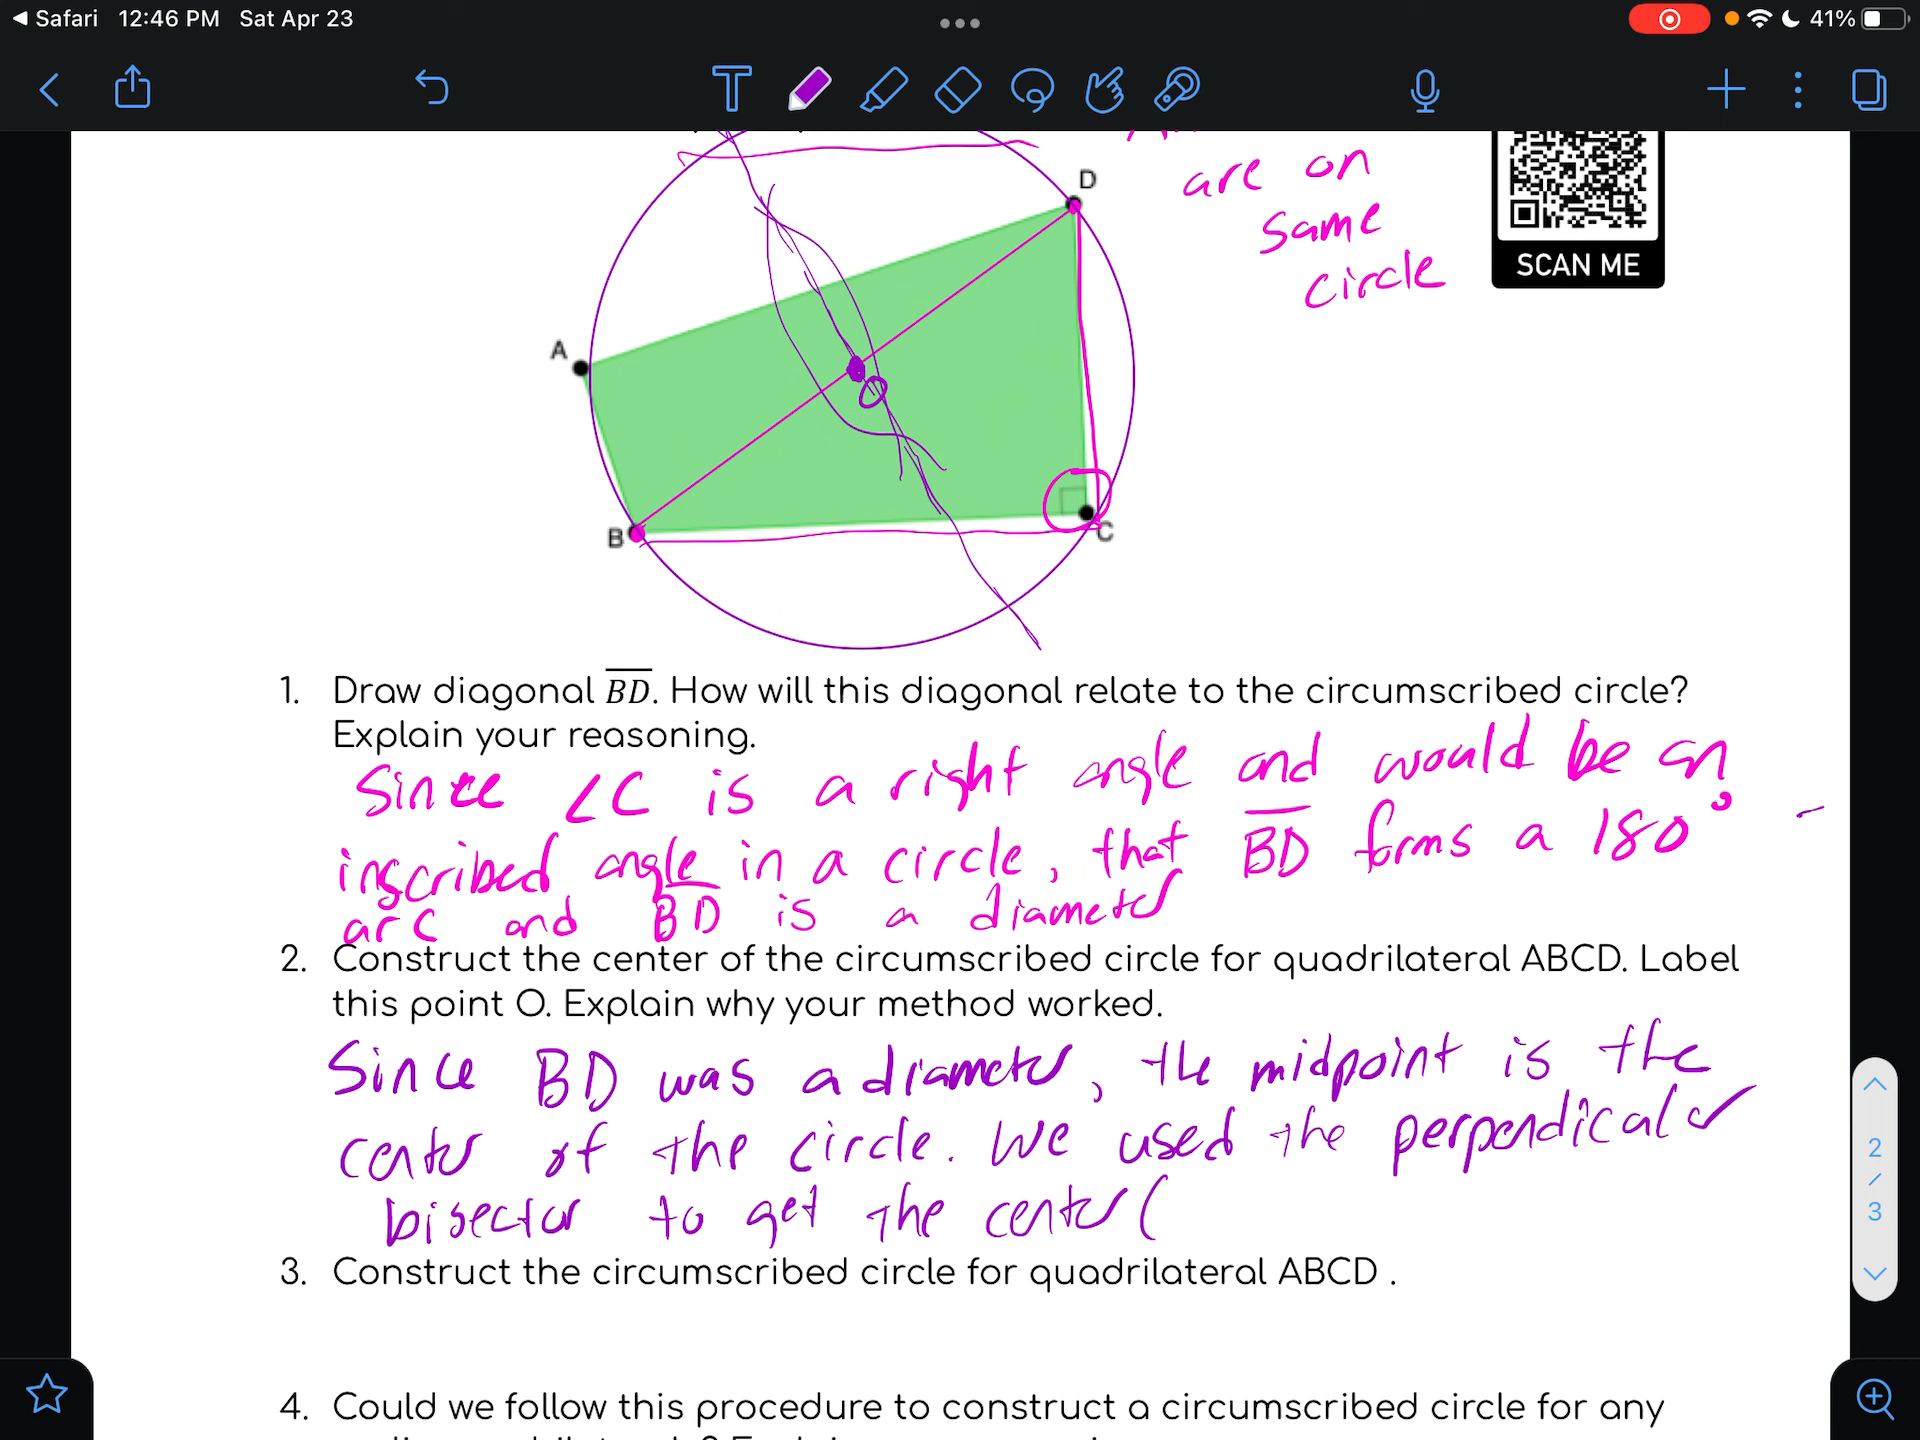 Safari 12:46 PM Sat Apr 23
41%
are on
same
circle
SCAN ME
D
A
O
B
C
1. Draw diagonal BD. How will this diagonal relate to the circumscribed circle?
Explain your reasoning.
Since ∠C is a right angle and would be an
inscribed angle in a circle, that BD forms a 180°
arc and BD is a diameter
2. Construct the center of the circumscribed circle for quadrilateral ABCD. Label
this point O. Explain why your method worked.
Since BD was a diameter, the midpoint is the
center of the circle. We used the perpendicular
bisector to get the center(
3. Construct the circumscribed circle for quadrilateral ABCD .
4. Could we follow this procedure to construct a circumscribed circle for any
2
/
3